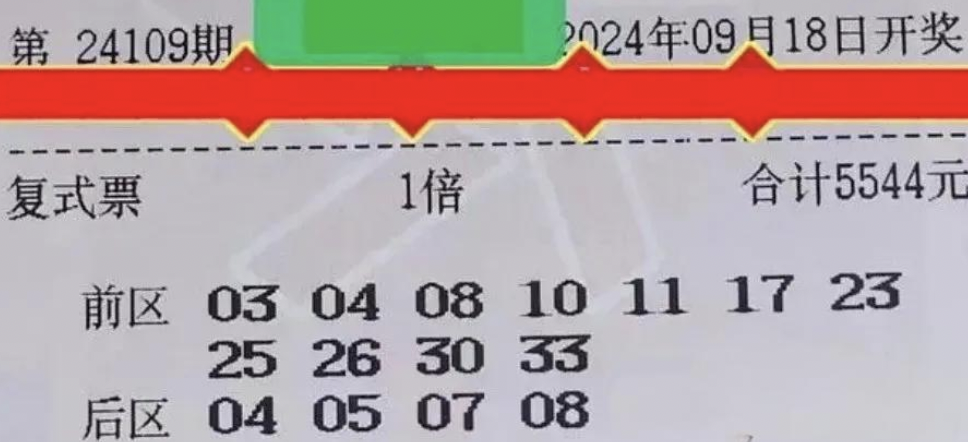 第 24109期 2024年09月18日开奖
复式票 1倍 合计5544元
前区 03 04 08 10 11 17 23
25 26 30 33
后区 04 05 07 08